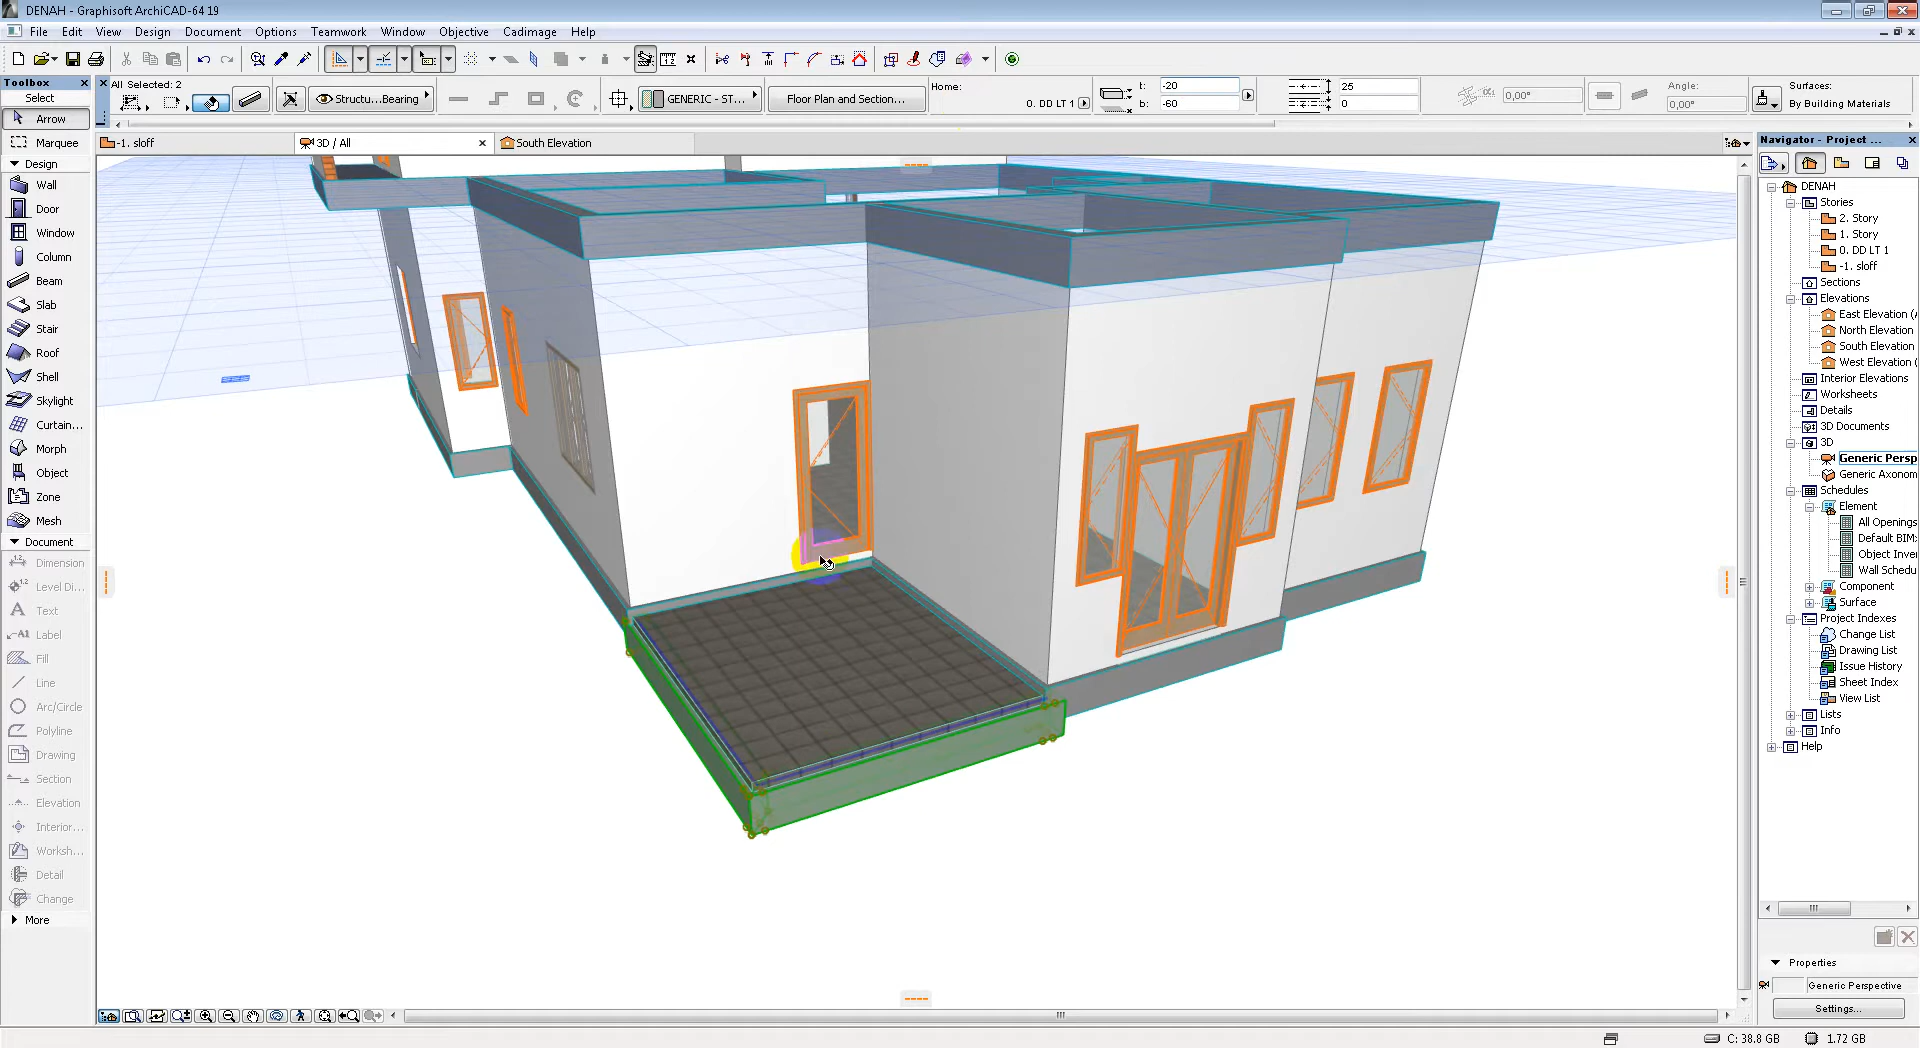 DENAH - Graphisoft ArchiCAD-64 19
File Edit View Design Document Options Teamwork Window Objective Cadimage Help
Toolbox
Select
Arrow
Marquee
Design
Wall
Door
Window
Column
Beam
Slab
Stair
Roof
Shell
Skylight
Curtain...
Morph
Object
Zone
Mesh
Document
Dimension
Level Di...
Text
Label
Fill
Line
Arc/Circle
Polyline
Drawing
Section
Elevation
Interior...
Worksh...
Detail
Change
More
All Selected: 2
Structu...Bearing
GENERIC - ST...
Floor Plan and Section...
Home:
0. DD LT 1
t: -20
b: -60
25
0
0,00°
Angle:
0,00°
Surfaces:
By Building Materials
-1. sloff
3D / All
South Elevation
Navigator - Project ...
DENAH
Stories
2. Story
1. Story
0. DD LT 1
-1. sloff
Sections
Elevations
East Elevation (A
North Elevation
South Elevation
West Elevation (
Interior Elevations
Worksheets
Details
3D Documents
3D
Generic Persp
Generic Axonom
Schedules
Element
All Openings
Default BIM:
Object Inve
Wall Schedu
Component
Surface
Project Indexes
Change List
Drawing List
Issue History
Sheet Index
View List
Lists
Info
Help
Properties
Generic Perspective
Settings...
C: 38.8 GB
1.72 GB